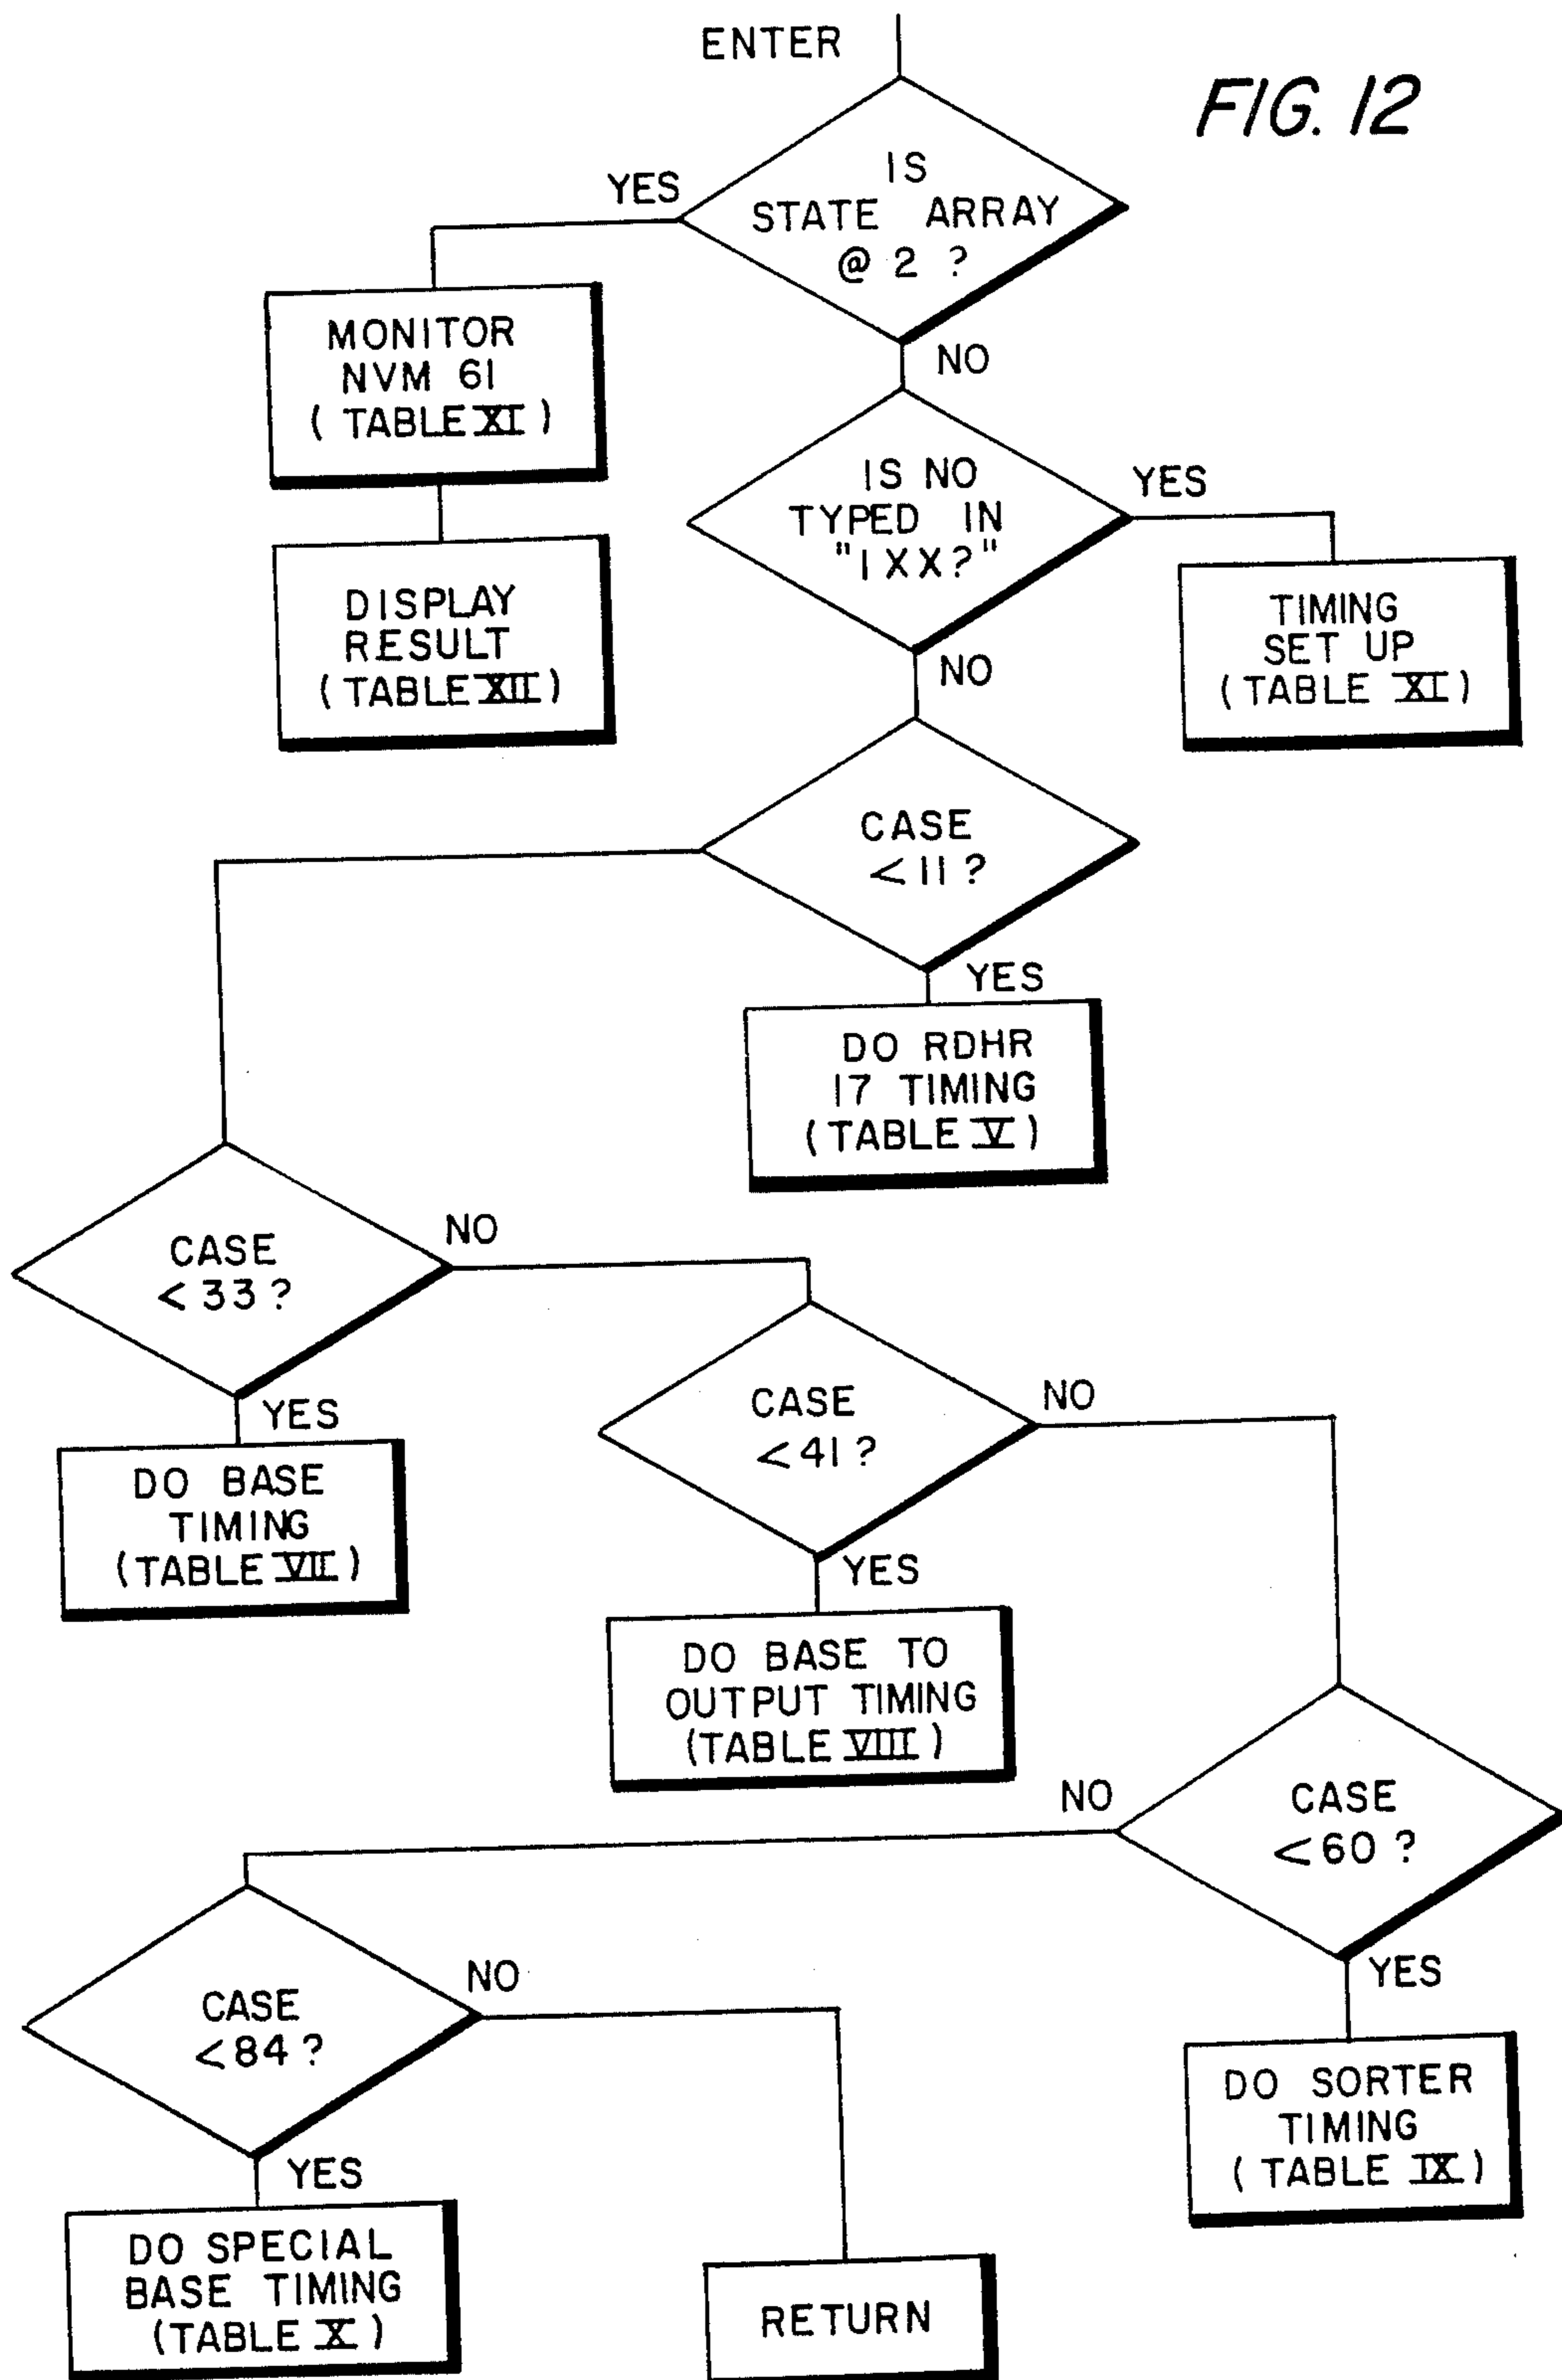 ENTER
FIG. 12
IS
STATE ARRAY
@ 2 ?
YES
NO
MONITOR
NVM 61
(TABLE XI)
DISPLAY
RESULT
(TABLE XII)
IS NO
TYPED IN
"1XX?"
YES
NO
TIMING
SET UP
(TABLE XI)
CASE
<11?
YES
DO RDHR
17 TIMING
(TABLE V)
CASE
<33?
NO
YES
DO BASE
TIMING
(TABLE VII)
CASE
<41?
NO
YES
DO BASE TO
OUTPUT TIMING
(TABLE VIII)
CASE
<60?
NO
YES
DO SORTER
TIMING
(TABLE IX)
CASE
<84?
NO
YES
DO SPECIAL
BASE TIMING
(TABLE X)
RETURN